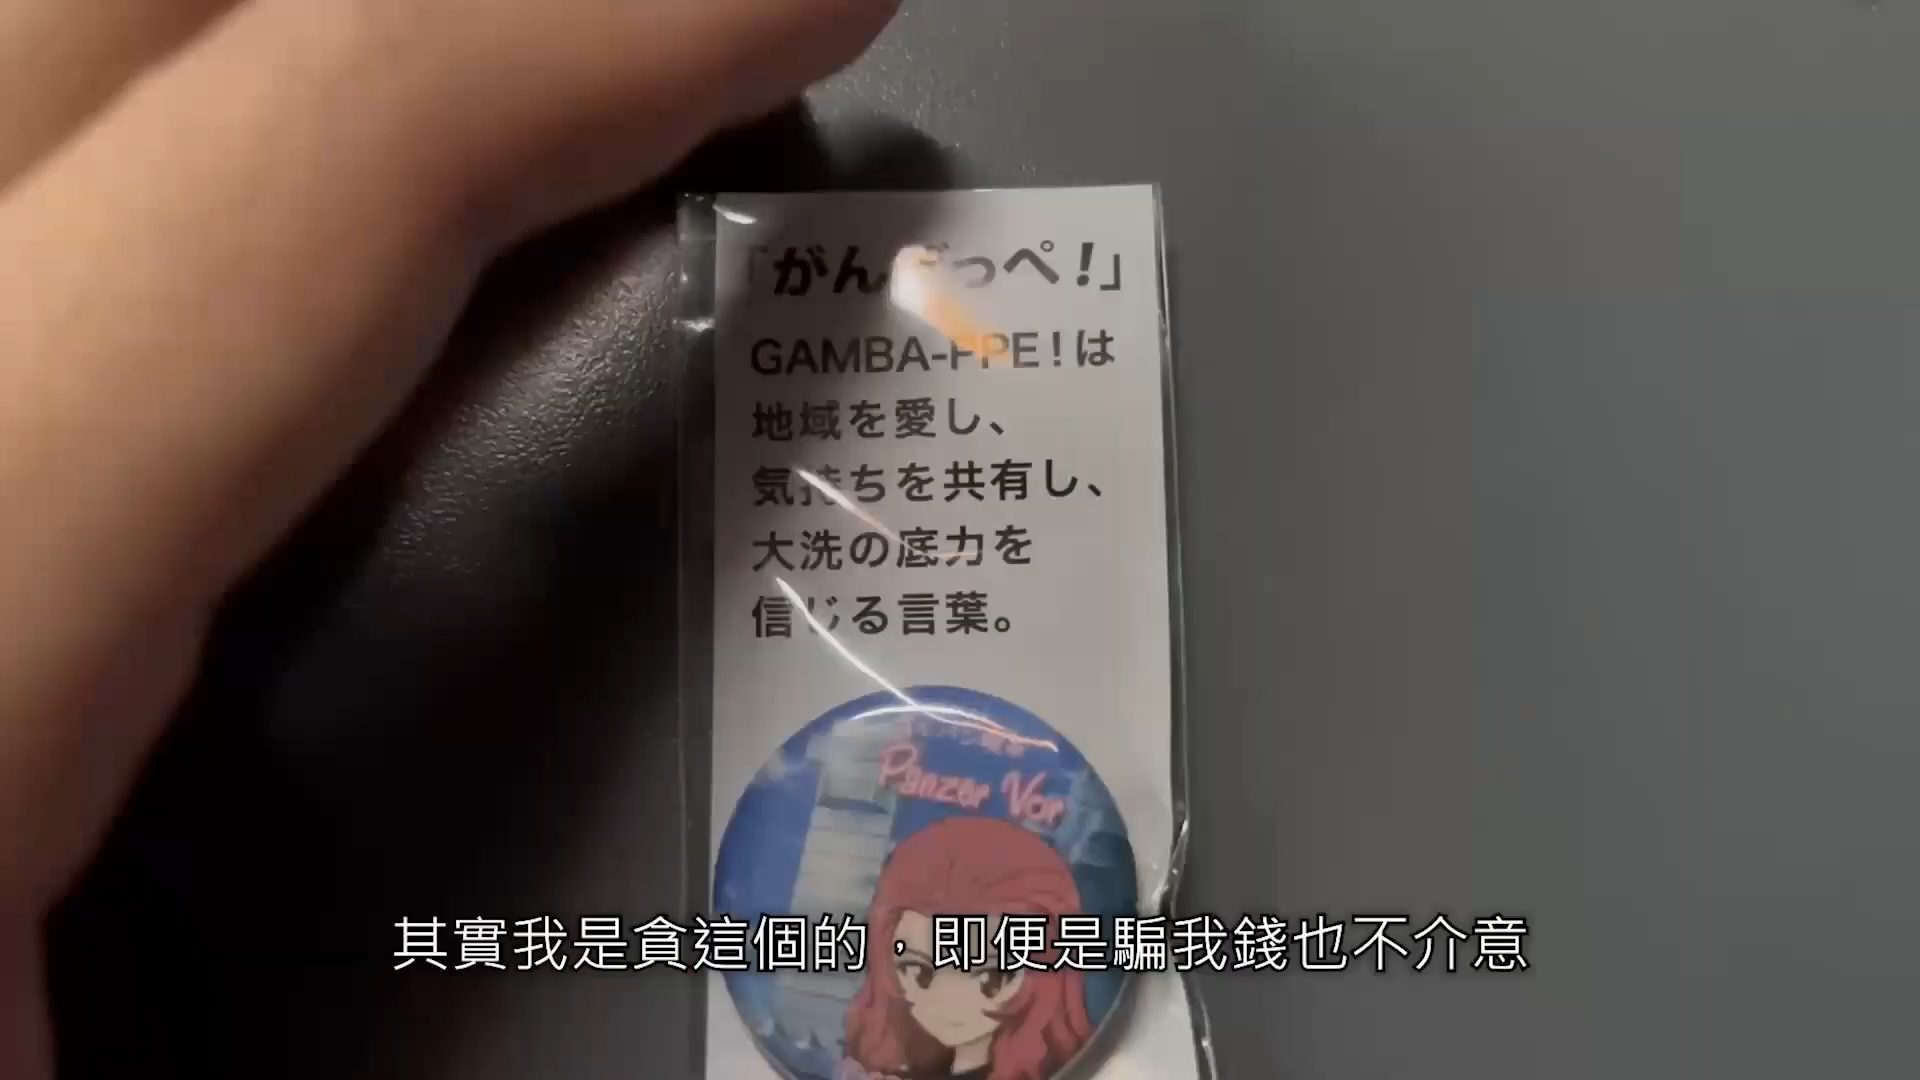 「がんばっぺ!」
GAMBA-PPE!は
地域を愛し、
気持ちを共有し、
大洗の底力を
信じる言葉。
Panzer Vor
其實我是貪這個的，即便是騙我錢也不介意